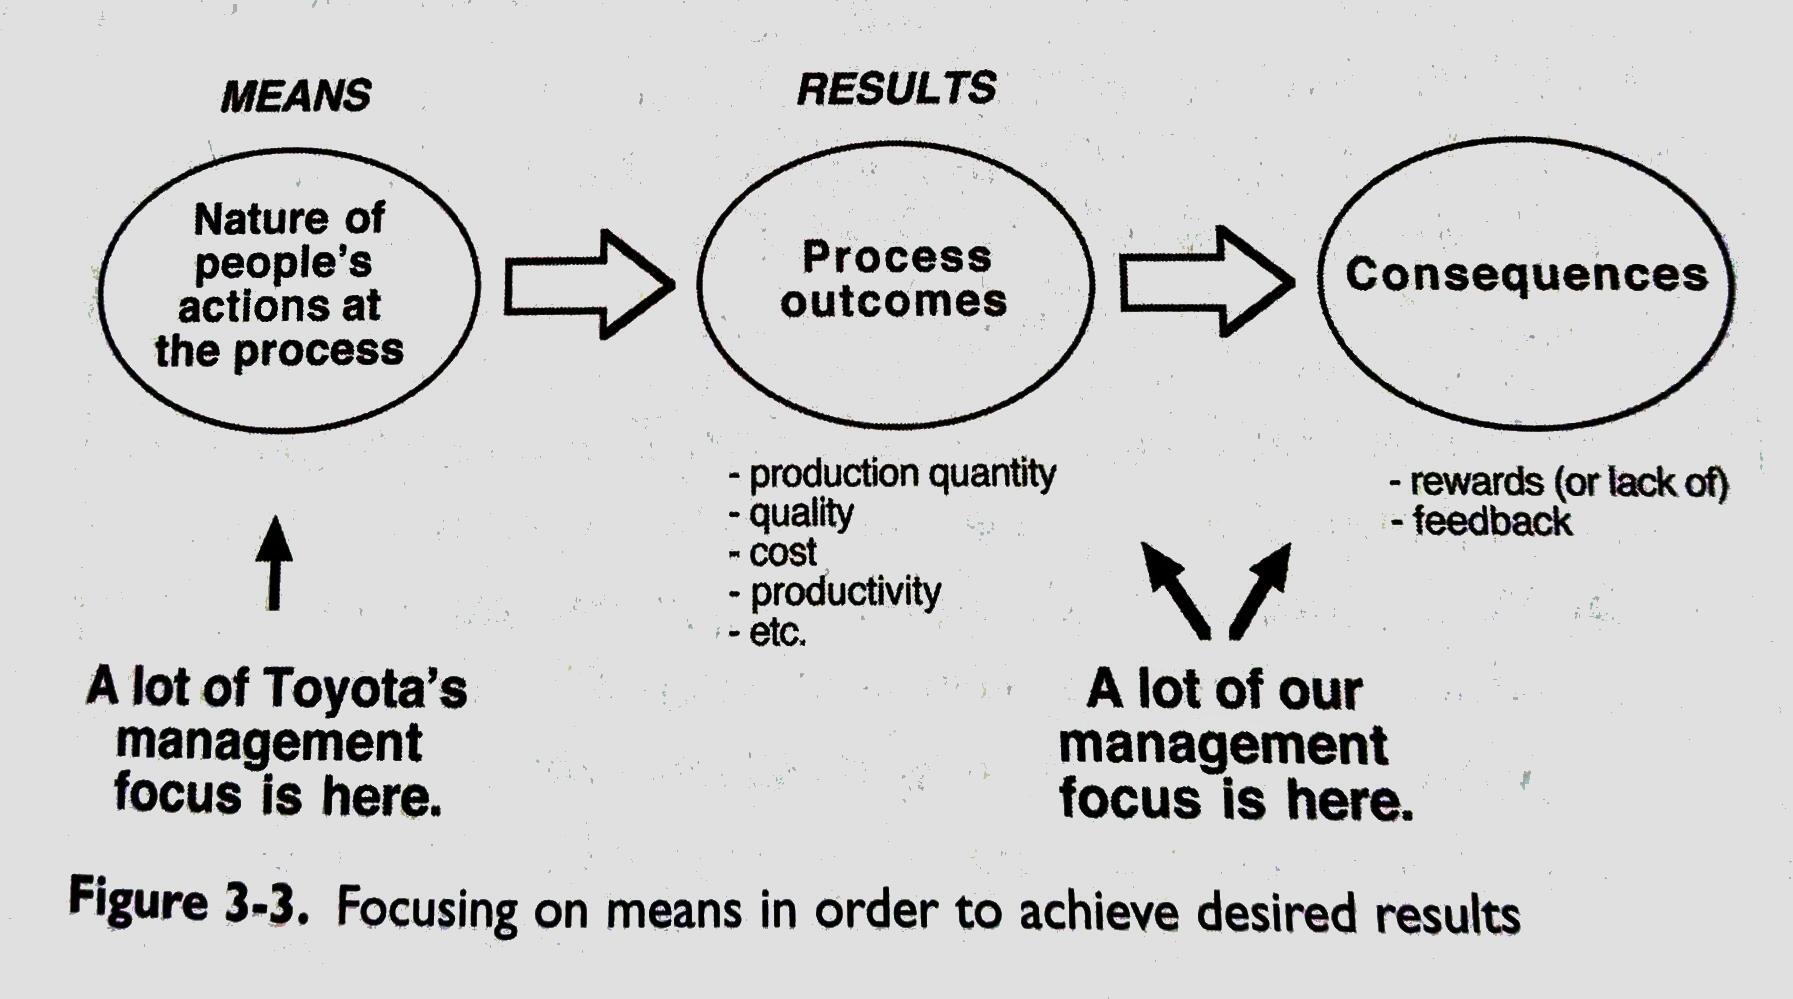 MEANS
RESULTS
Nature of
people's
actions at
the process
Process
outcomes
Consequences
- production quantity
- quality
- cost
- productivity
- etc.
- rewards (or lack of)
- feedback
A lot of Toyota's
management
focus is here.
A lot of our
management
focus is here.
Figure 3-3. Focusing on means in order to achieve desired results